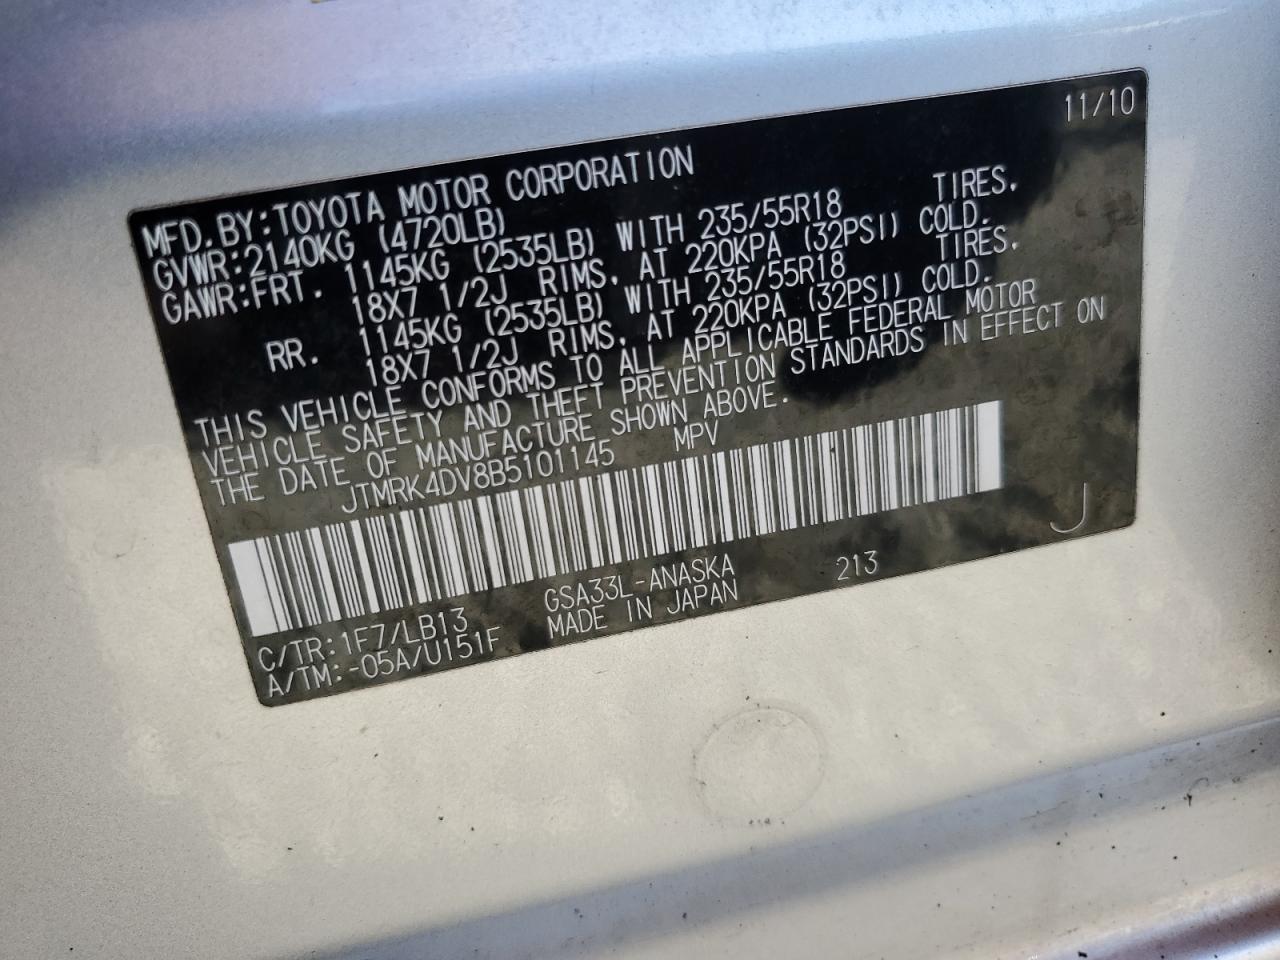 11/10
MFD.BY:TOYOTA MOTOR CORPORATION
GVWR:2140KG (4720LB)
GAWR:FRT. 1145KG (2535LB) WITH 235/55R18 TIRES,
18X7 1/2J RIMS, AT 220KPA (32PSI) COLD.
RR. 1145KG (2535LB) WITH 235/55R18 TIRES,
18X7 1/2J RIMS, AT 220KPA (32PSI) COLD.
THIS VEHICLE CONFORMS TO ALL APPLICABLE FEDERAL MOTOR
VEHICLE SAFETY AND THEFT PREVENTION STANDARDS IN EFFECT ON
THE DATE OF MANUFACTURE SHOWN ABOVE.
JTMRK4DV8B5101145 MPV
J
C/TR:1F7/LB13 GSA33L-ANASKA 213
A/TM:-05A/U151F MADE IN JAPAN